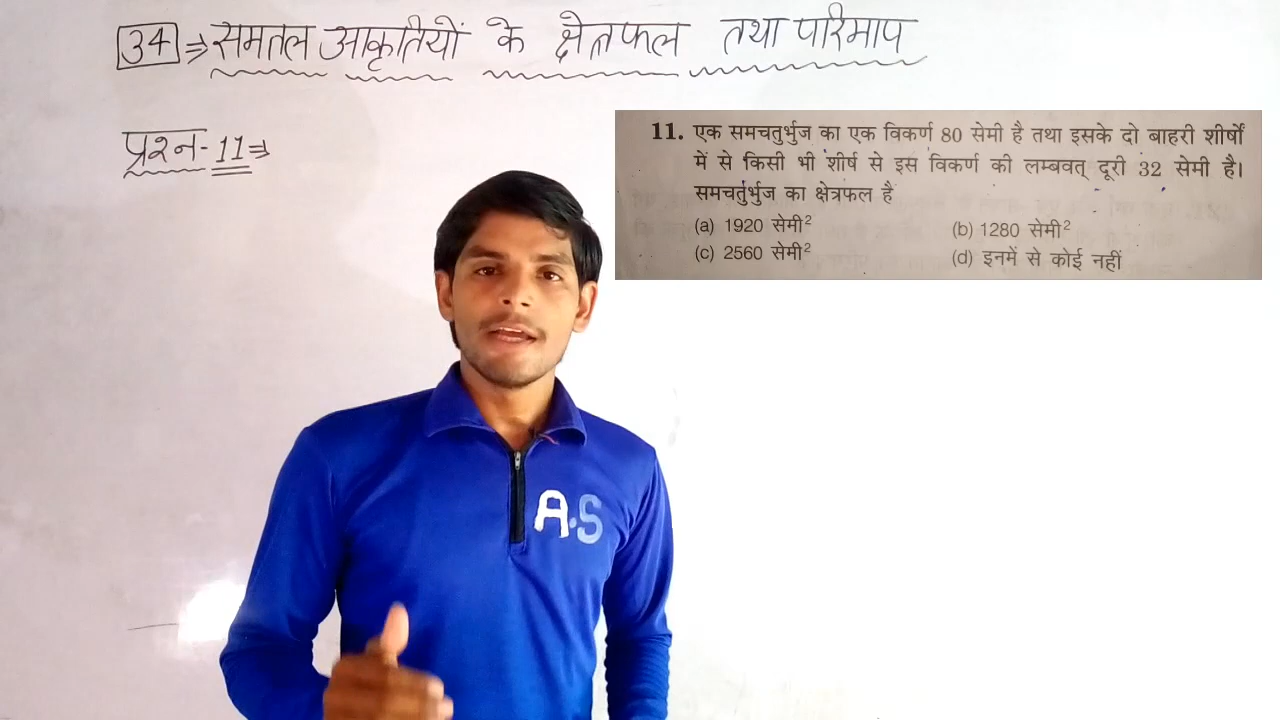 34 ⇒ समतल आकृतियों के क्षेत्रफल तथा परिमाप
प्रश्न-11⇒
11. एक समचतुर्भुज का एक विकर्ण 80 सेमी है तथा इसके दो बाहरी शीर्षों
में से किसी भी शीर्ष से इस विकर्ण की लम्बवत् दूरी 32 सेमी है।
समचर्तुर्भुज का क्षेत्रफल है
(a) 1920 सेमी² (b) 1280 सेमी²
(c) 2560 सेमी² (d) इनमें से कोई नहीं
A.S